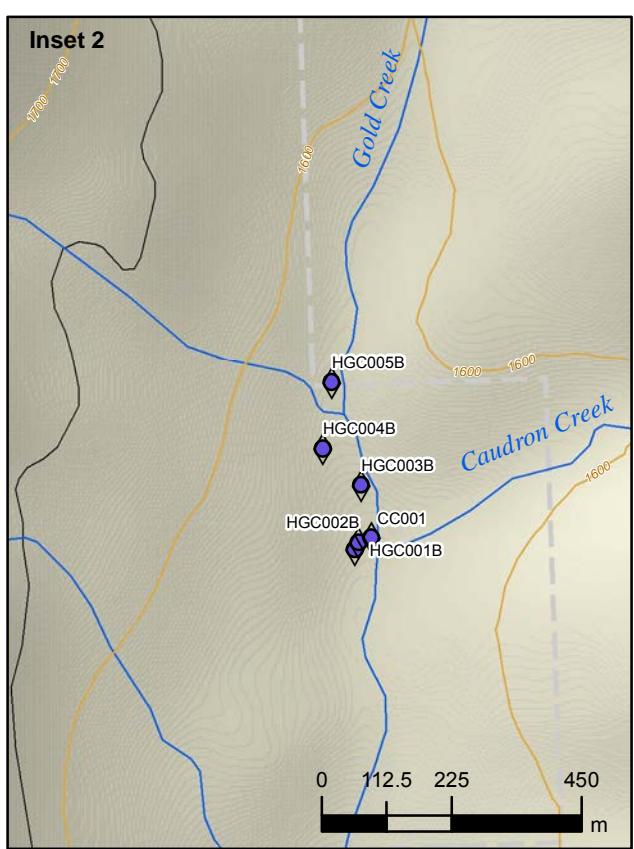 Inset 2
1700
1700
Gold Creek
1600
HGC005B
1600
1600
HGC004B
Caudron Creek
HGC003B
1600
CC001
HGC002B
HGC001B
0 112.5 225 450
m